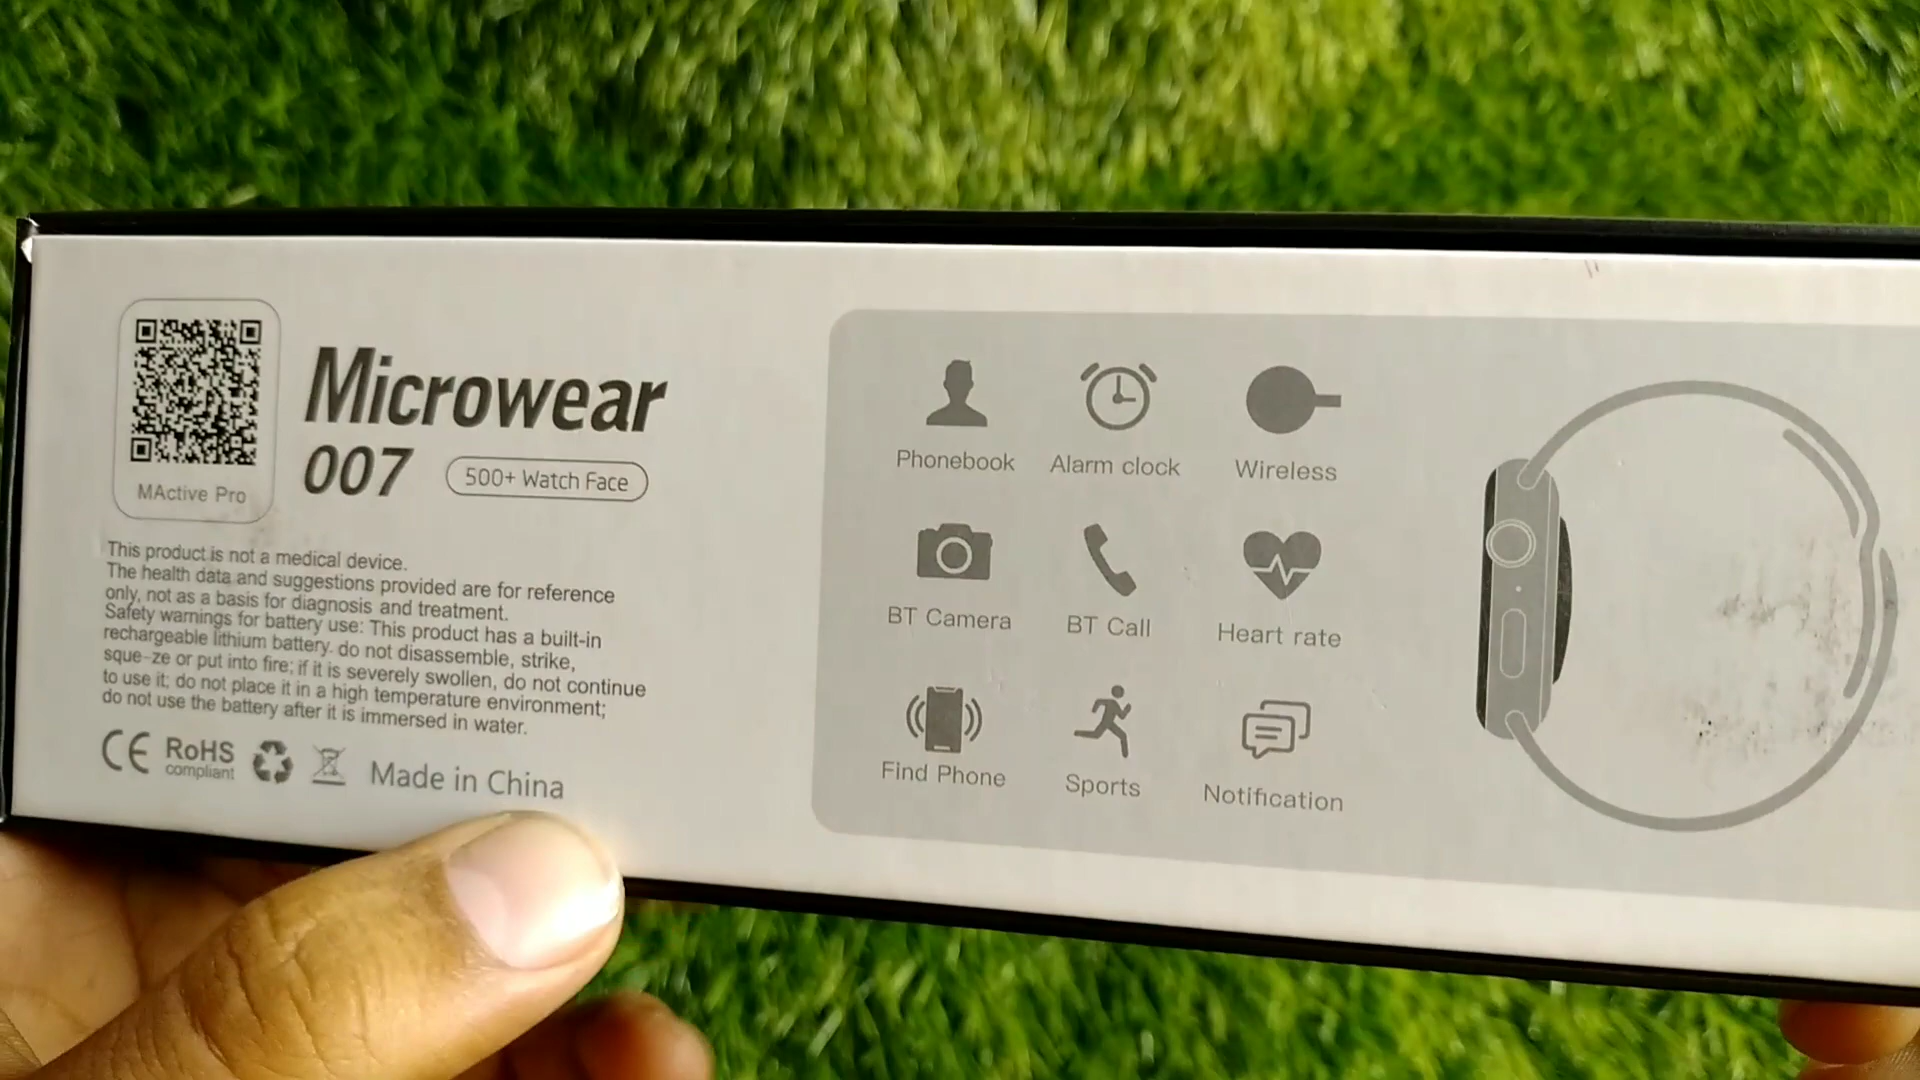 MActive Pro
Microwear
007
500+ Watch Face
This product is not a medical device.
The health data and suggestions provided are for reference
only, not as a basis for diagnosis and treatment.
Safety warnings for battery use: This product has a built-in
rechargeable lithium battery. do not disassemble, strike,
sque-ze or put into fire; if it is severely swollen, do not continue
to use it; do not place it in a high temperature environment;
do not use the battery after it is immersed in water.
CE RoHS
compliant
Made in China
Phonebook Alarm clock Wireless
BT Camera BT Call Heart rate
Find Phone Sports Notification